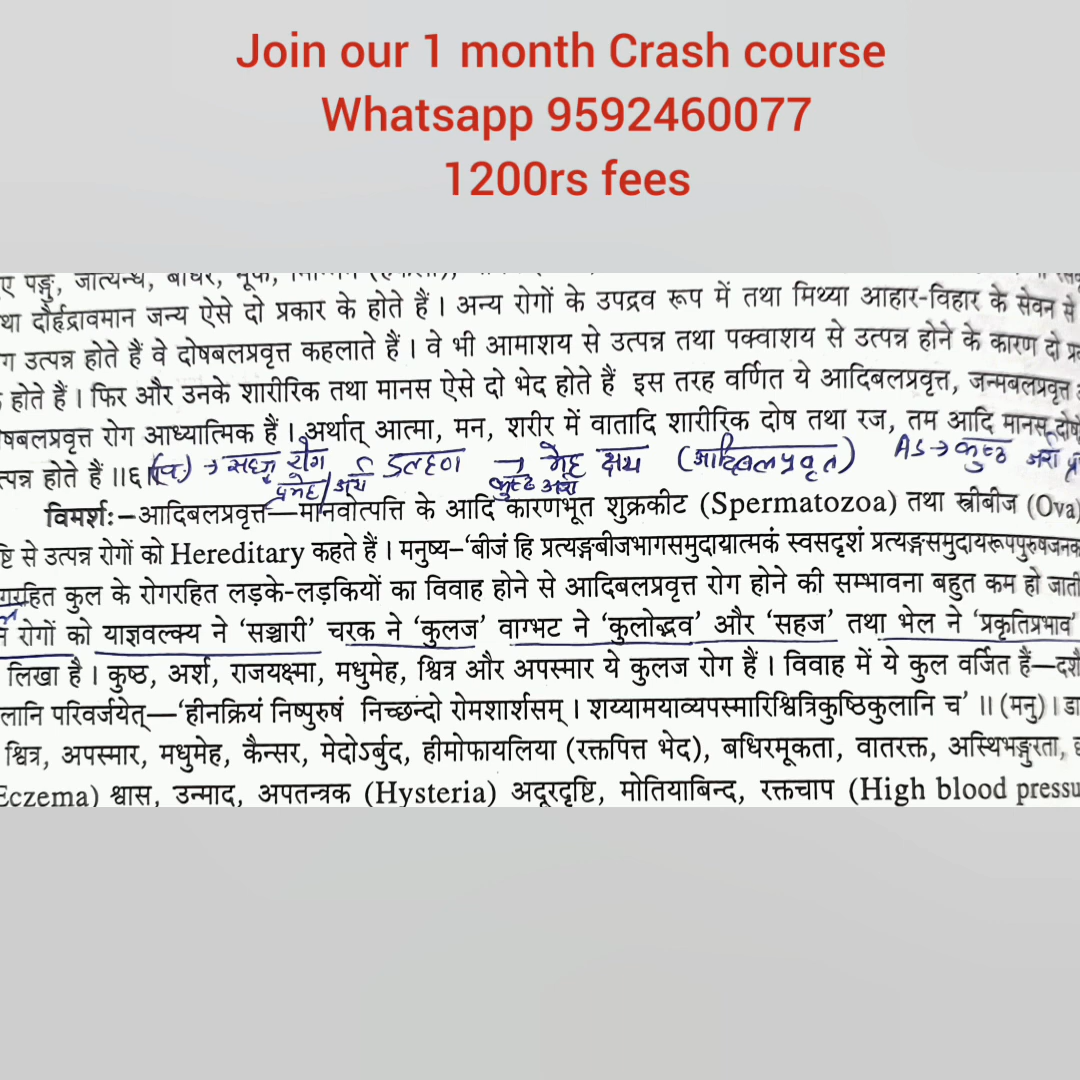 Join our 1 month Crash course
Whatsapp 9592460077
1200rs fees
ए पङ्गु, जात्यन्ध, बधिर, मूक,
था दौर्हृद्रावमान जन्य ऐसे दो प्रकार के होते हैं । अन्य रोगों के उपद्रव रूप में तथा मिथ्या आहार-विहार के सेवन से
ग उत्पन्न होते हैं वे दोषबलप्रवृत्त कहलाते हैं । वे भी आमाशय से उत्पन्न तथा पक्वाशय से उत्पन्न होने के कारण दो
होते हैं । फिर और उनके शारीरिक तथा मानस ऐसे दो भेद होते हैं इस तरह वर्णित ये आदिबलप्रवृत्त, जन्मबलप्रवृत्त
षबलप्रवृत्त रोग आध्यात्मिक हैं । अर्थात् आत्मा, मन, शरीर में वातादि शारीरिक दोष तथा रज, तम आदि मानस दोषों
त्पन्न होते हैं ॥६
→ सहज रोग डल्हण → मेह क्षय (आदिबलप्रवृत) AS → कुष्ठ अर्श
प्रमेह / अर्श कुष्ठ अर्श
विमर्शः–आदिबलप्रवृत्त—मानवोत्पत्ति के आदि कारणभूत शुक्रकीट (Spermatozoa) तथा स्त्रीबीज (Ova)
ष्टि से उत्पन्न रोगों को Hereditary कहते हैं । मनुष्य–‘बीजं हि प्रत्यङ्गबीजभागसमुदायात्मकं स्वसदृशं प्रत्यङ्गसमुदायरूपपुरुषजनक
गरहित कुल के रोगरहित लड़के-लड़कियों का विवाह होने से आदिबलप्रवृत्त रोग होने की सम्भावना बहुत कम हो जाती
रोगों को याज्ञवल्क्य ने ‘सञ्चारी’ चरक ने ‘कुलज’ वाग्भट ने ‘कुलोद्भव’ और ‘सहज’ तथा भेल ने ‘प्रकृतिप्रभाव’
लिखा है । कुष्ठ, अर्श, राजयक्ष्मा, मधुमेह, श्वित्र और अपस्मार ये कुलज रोग हैं । विवाह में ये कुल वर्जित हैं—दशै
लानि परिवर्जयेत्—‘हीनक्रियं निष्पुरुषं निच्छन्दो रोमशार्शसम् । शय्यामयाव्यपस्मारिश्वित्रिकुष्ठिकुलानि च’ ॥ (मनु) । डा
श्वित्र, अपस्मार, मधुमेह, कैन्सर, मेदोऽर्बुद, हीमोफायलिया (रक्तपित्त भेद), बधिरमूकता, वातरक्त, अस्थिभङ्गुरता,
Eczema) श्वास, उन्माद, अपतन्त्रक (Hysteria) अदूरदृष्टि, मोतियाबिन्द, रक्तचाप (High blood pressu